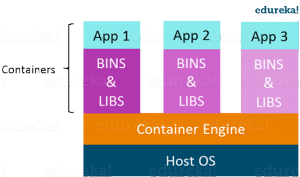 edureka!
App 1
App 2
App 3
Containers
BINS
&
LIBS
BINS
&
LIBS
BINS
&
LIBS
Container Engine
Host OS